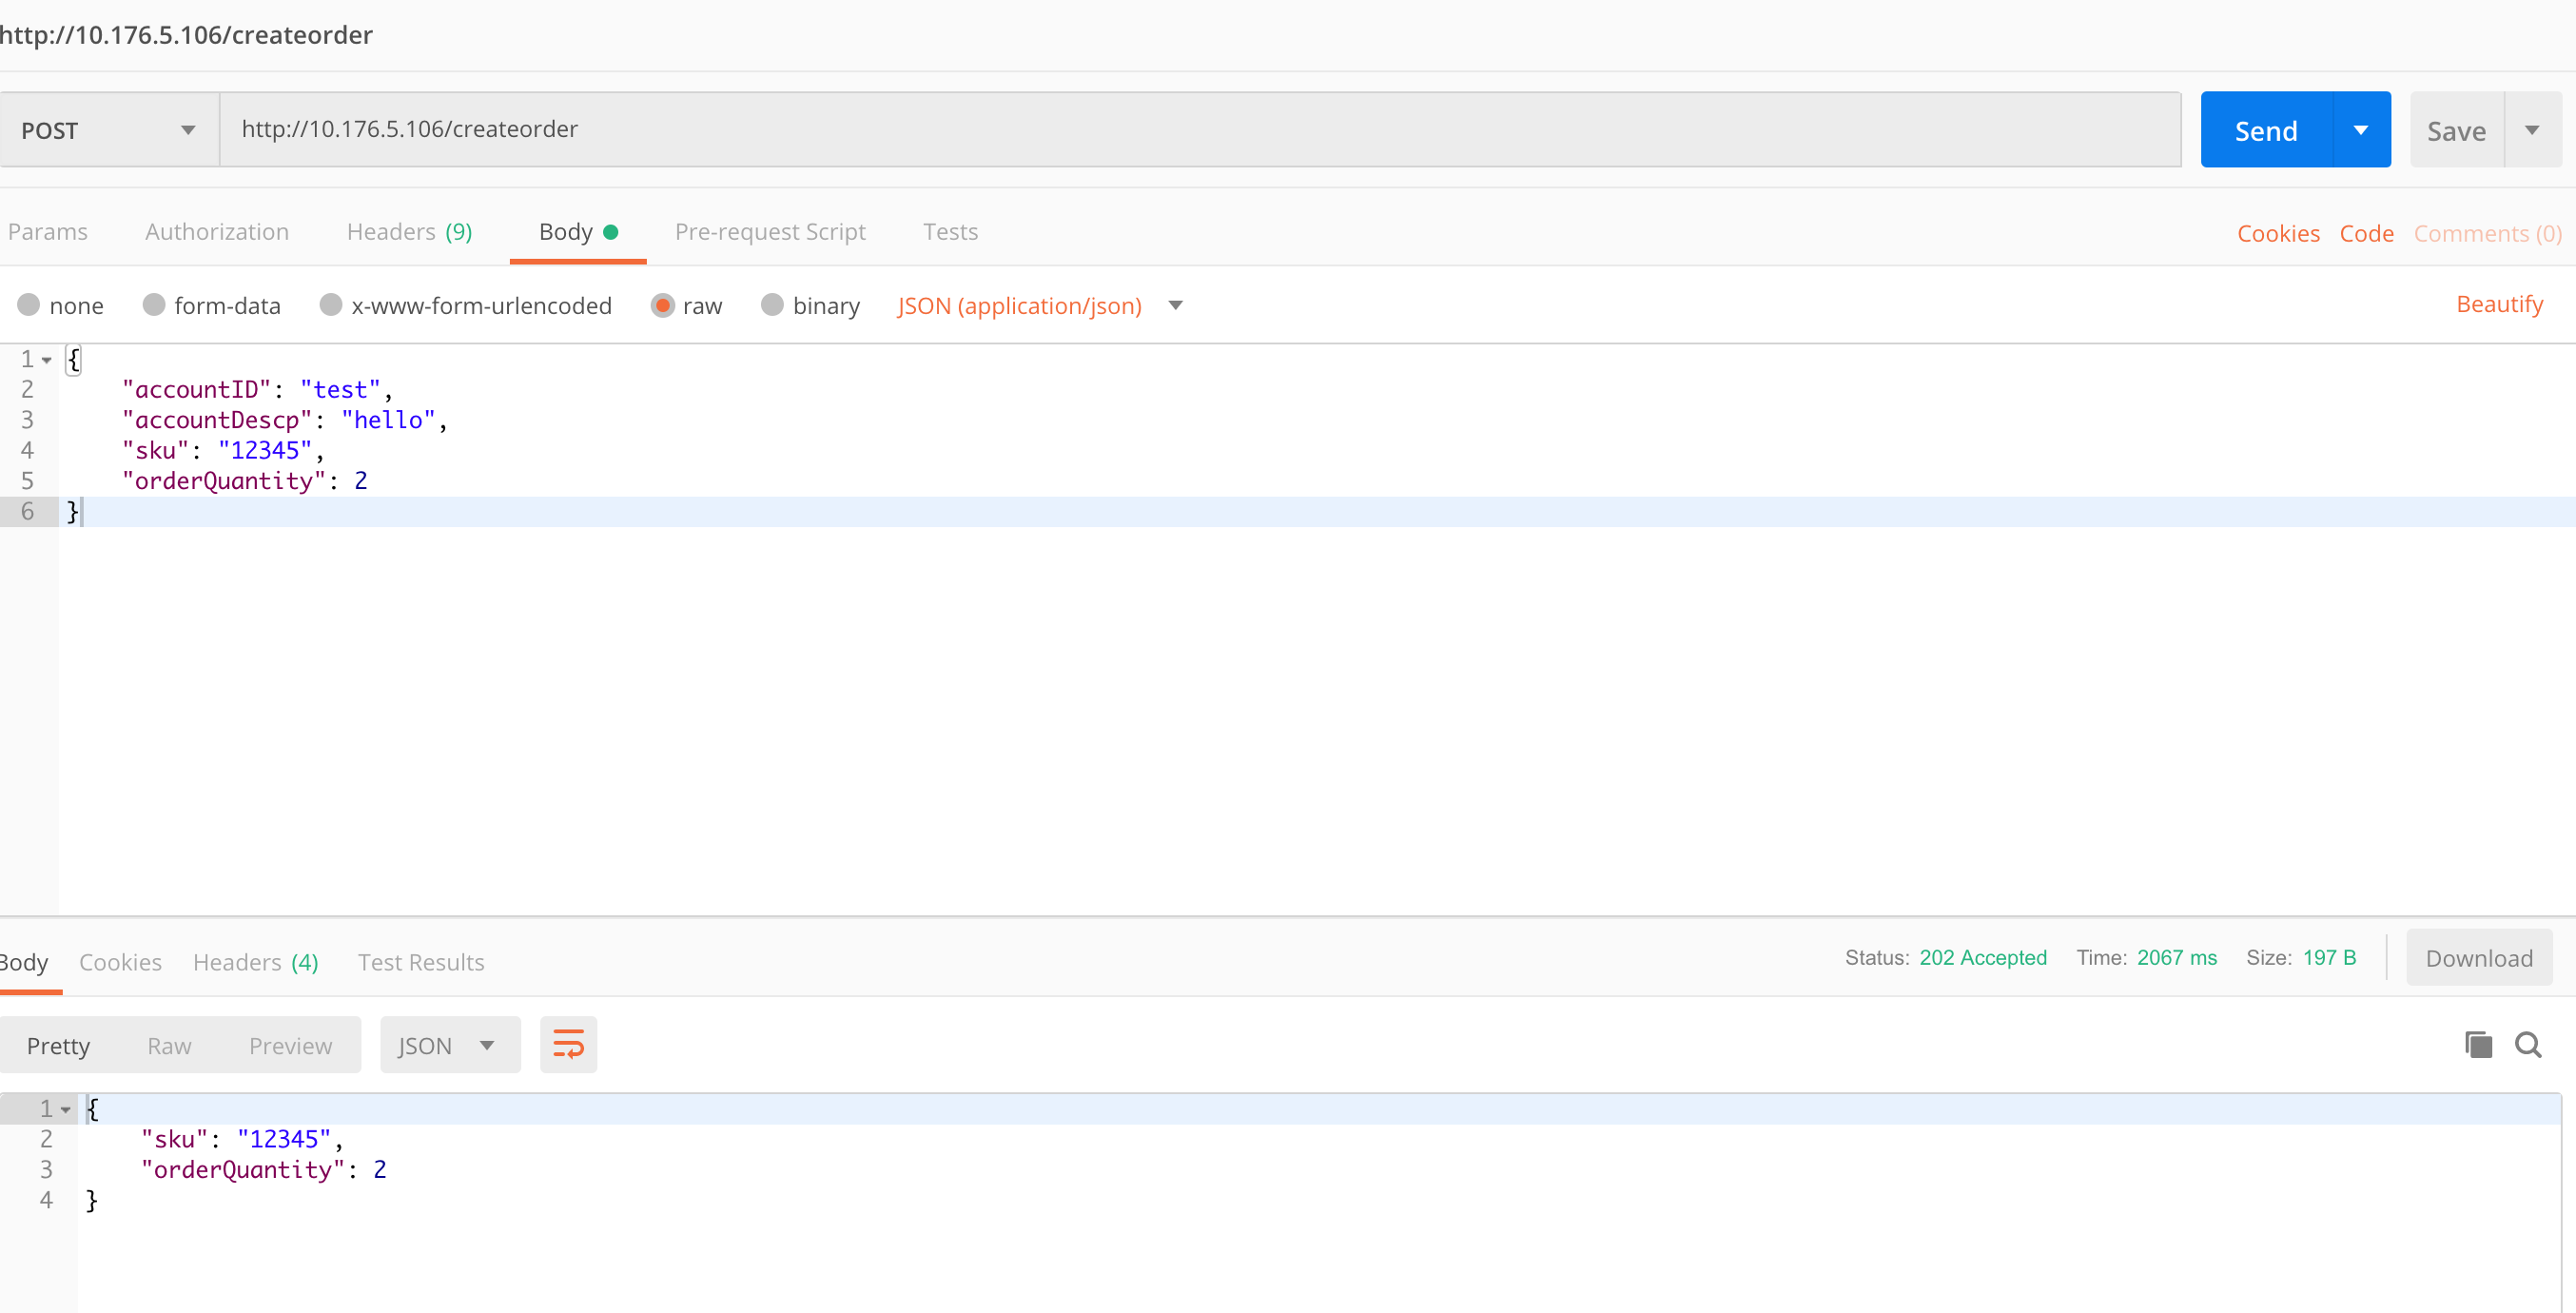 http://10.176.5.106/createorder
POST http://10.176.5.106/createorder Send Save
Params Authorization Headers (9) Body Pre-request Script Tests Cookies Code Comments (0)
none form-data x-www-form-urlencoded raw binary JSON (application/json) Beautify
1 {
2 "accountID": "test",
3 "accountDescp": "hello",
4 "sku": "12345",
5 "orderQuantity": 2
6 }
Body Cookies Headers (4) Test Results Status: 202 Accepted Time: 2067 ms Size: 197 B Download
Pretty Raw Preview JSON
1 {
2 "sku": "12345",
3 "orderQuantity": 2
4 }